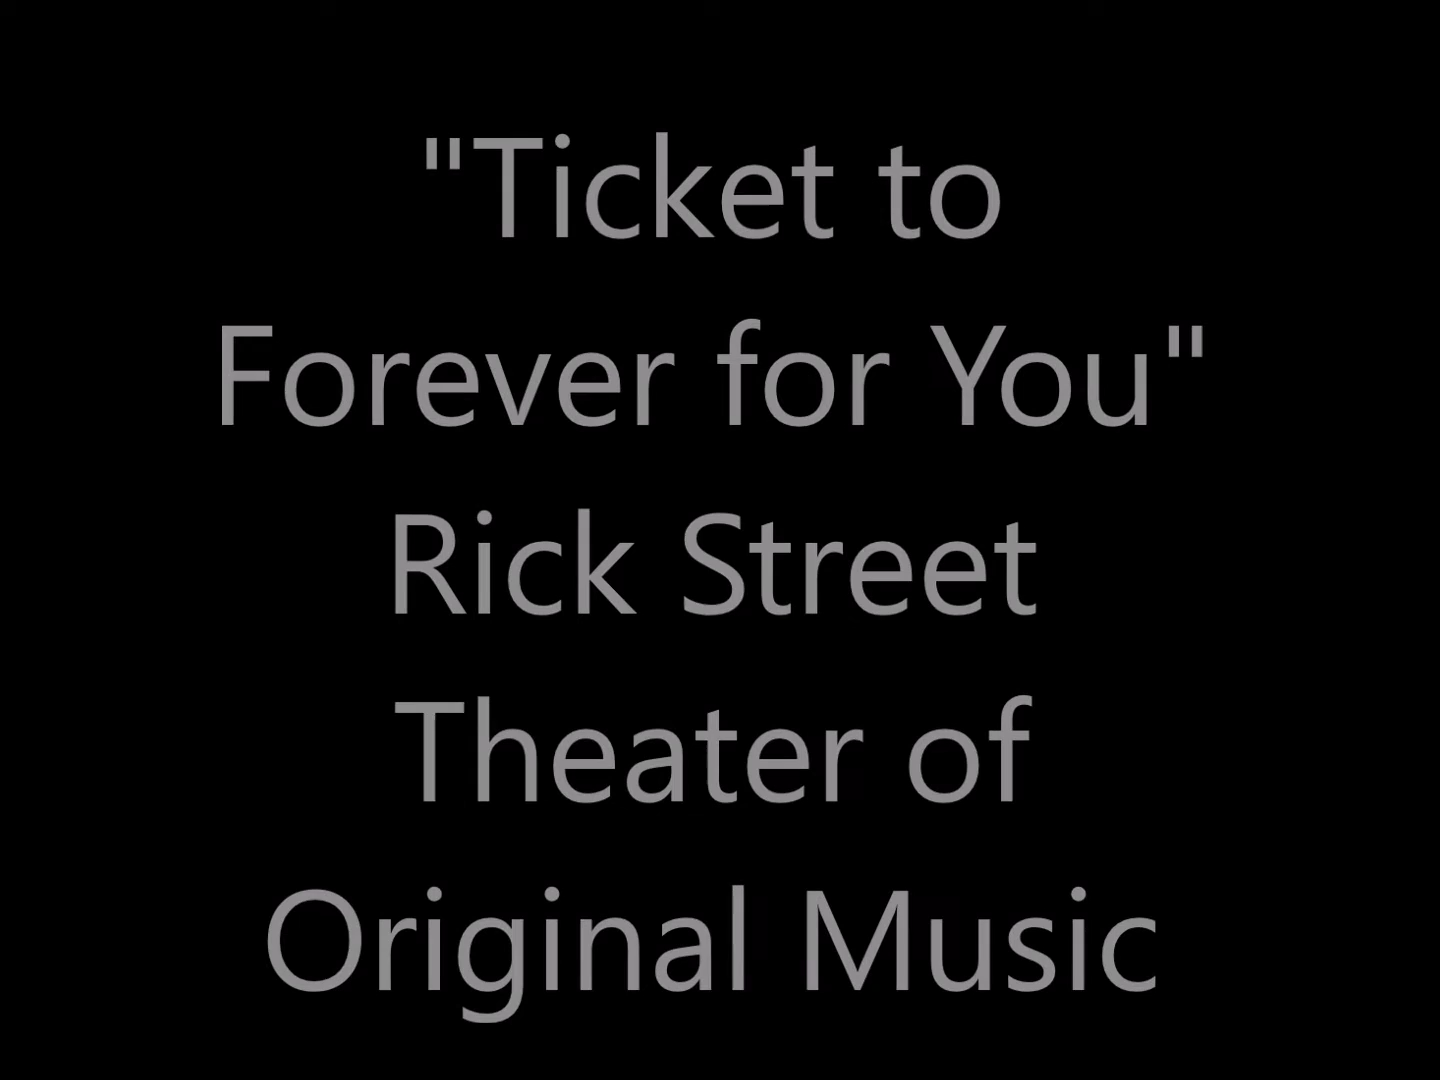 "Ticket to
Forever for You"
Rick Street
Theater of
Original Music